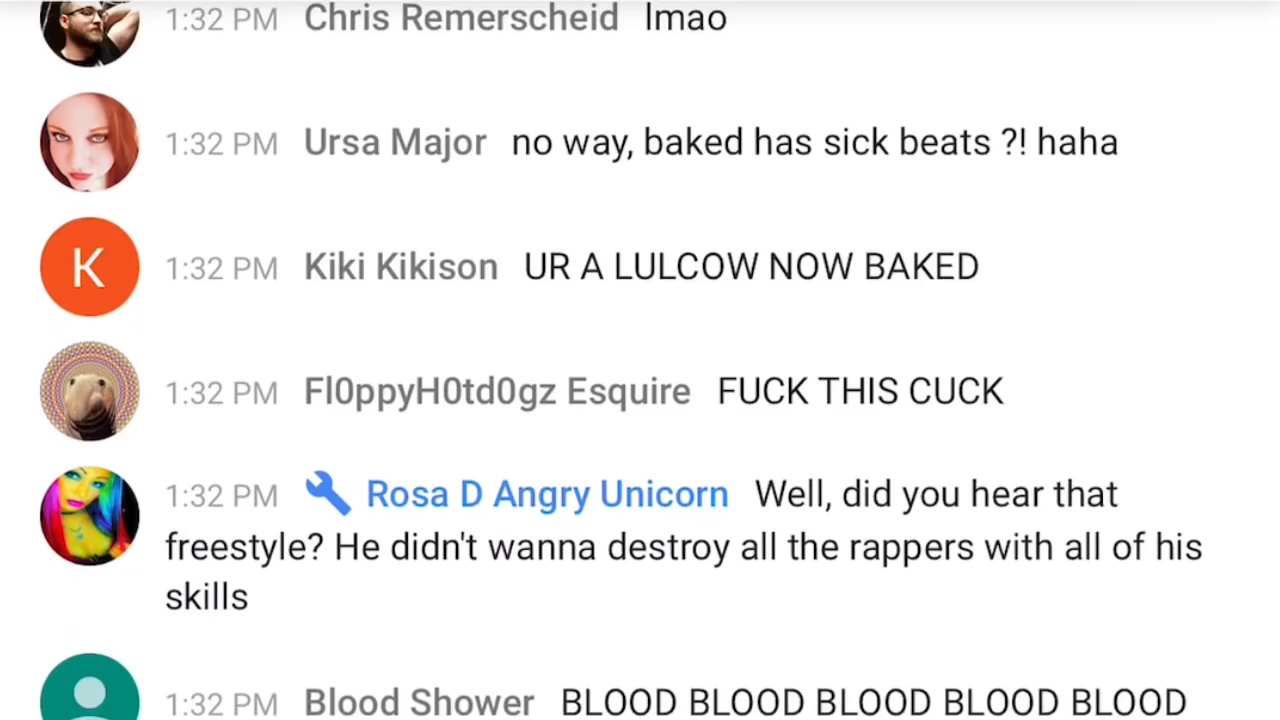 1:32 PM Chris Remerscheid lmao
1:32 PM Ursa Major no way, baked has sick beats ?! haha
K 1:32 PM Kiki Kikison UR A LULCOW NOW BAKED
1:32 PM Fl0ppyH0td0gz Esquire FUCK THIS CUCK
1:32 PM Rosa D Angry Unicorn Well, did you hear that
freestyle? He didn't wanna destroy all the rappers with all of his
skills
1:32 PM Blood Shower BLOOD BLOOD BLOOD BLOOD BLOOD